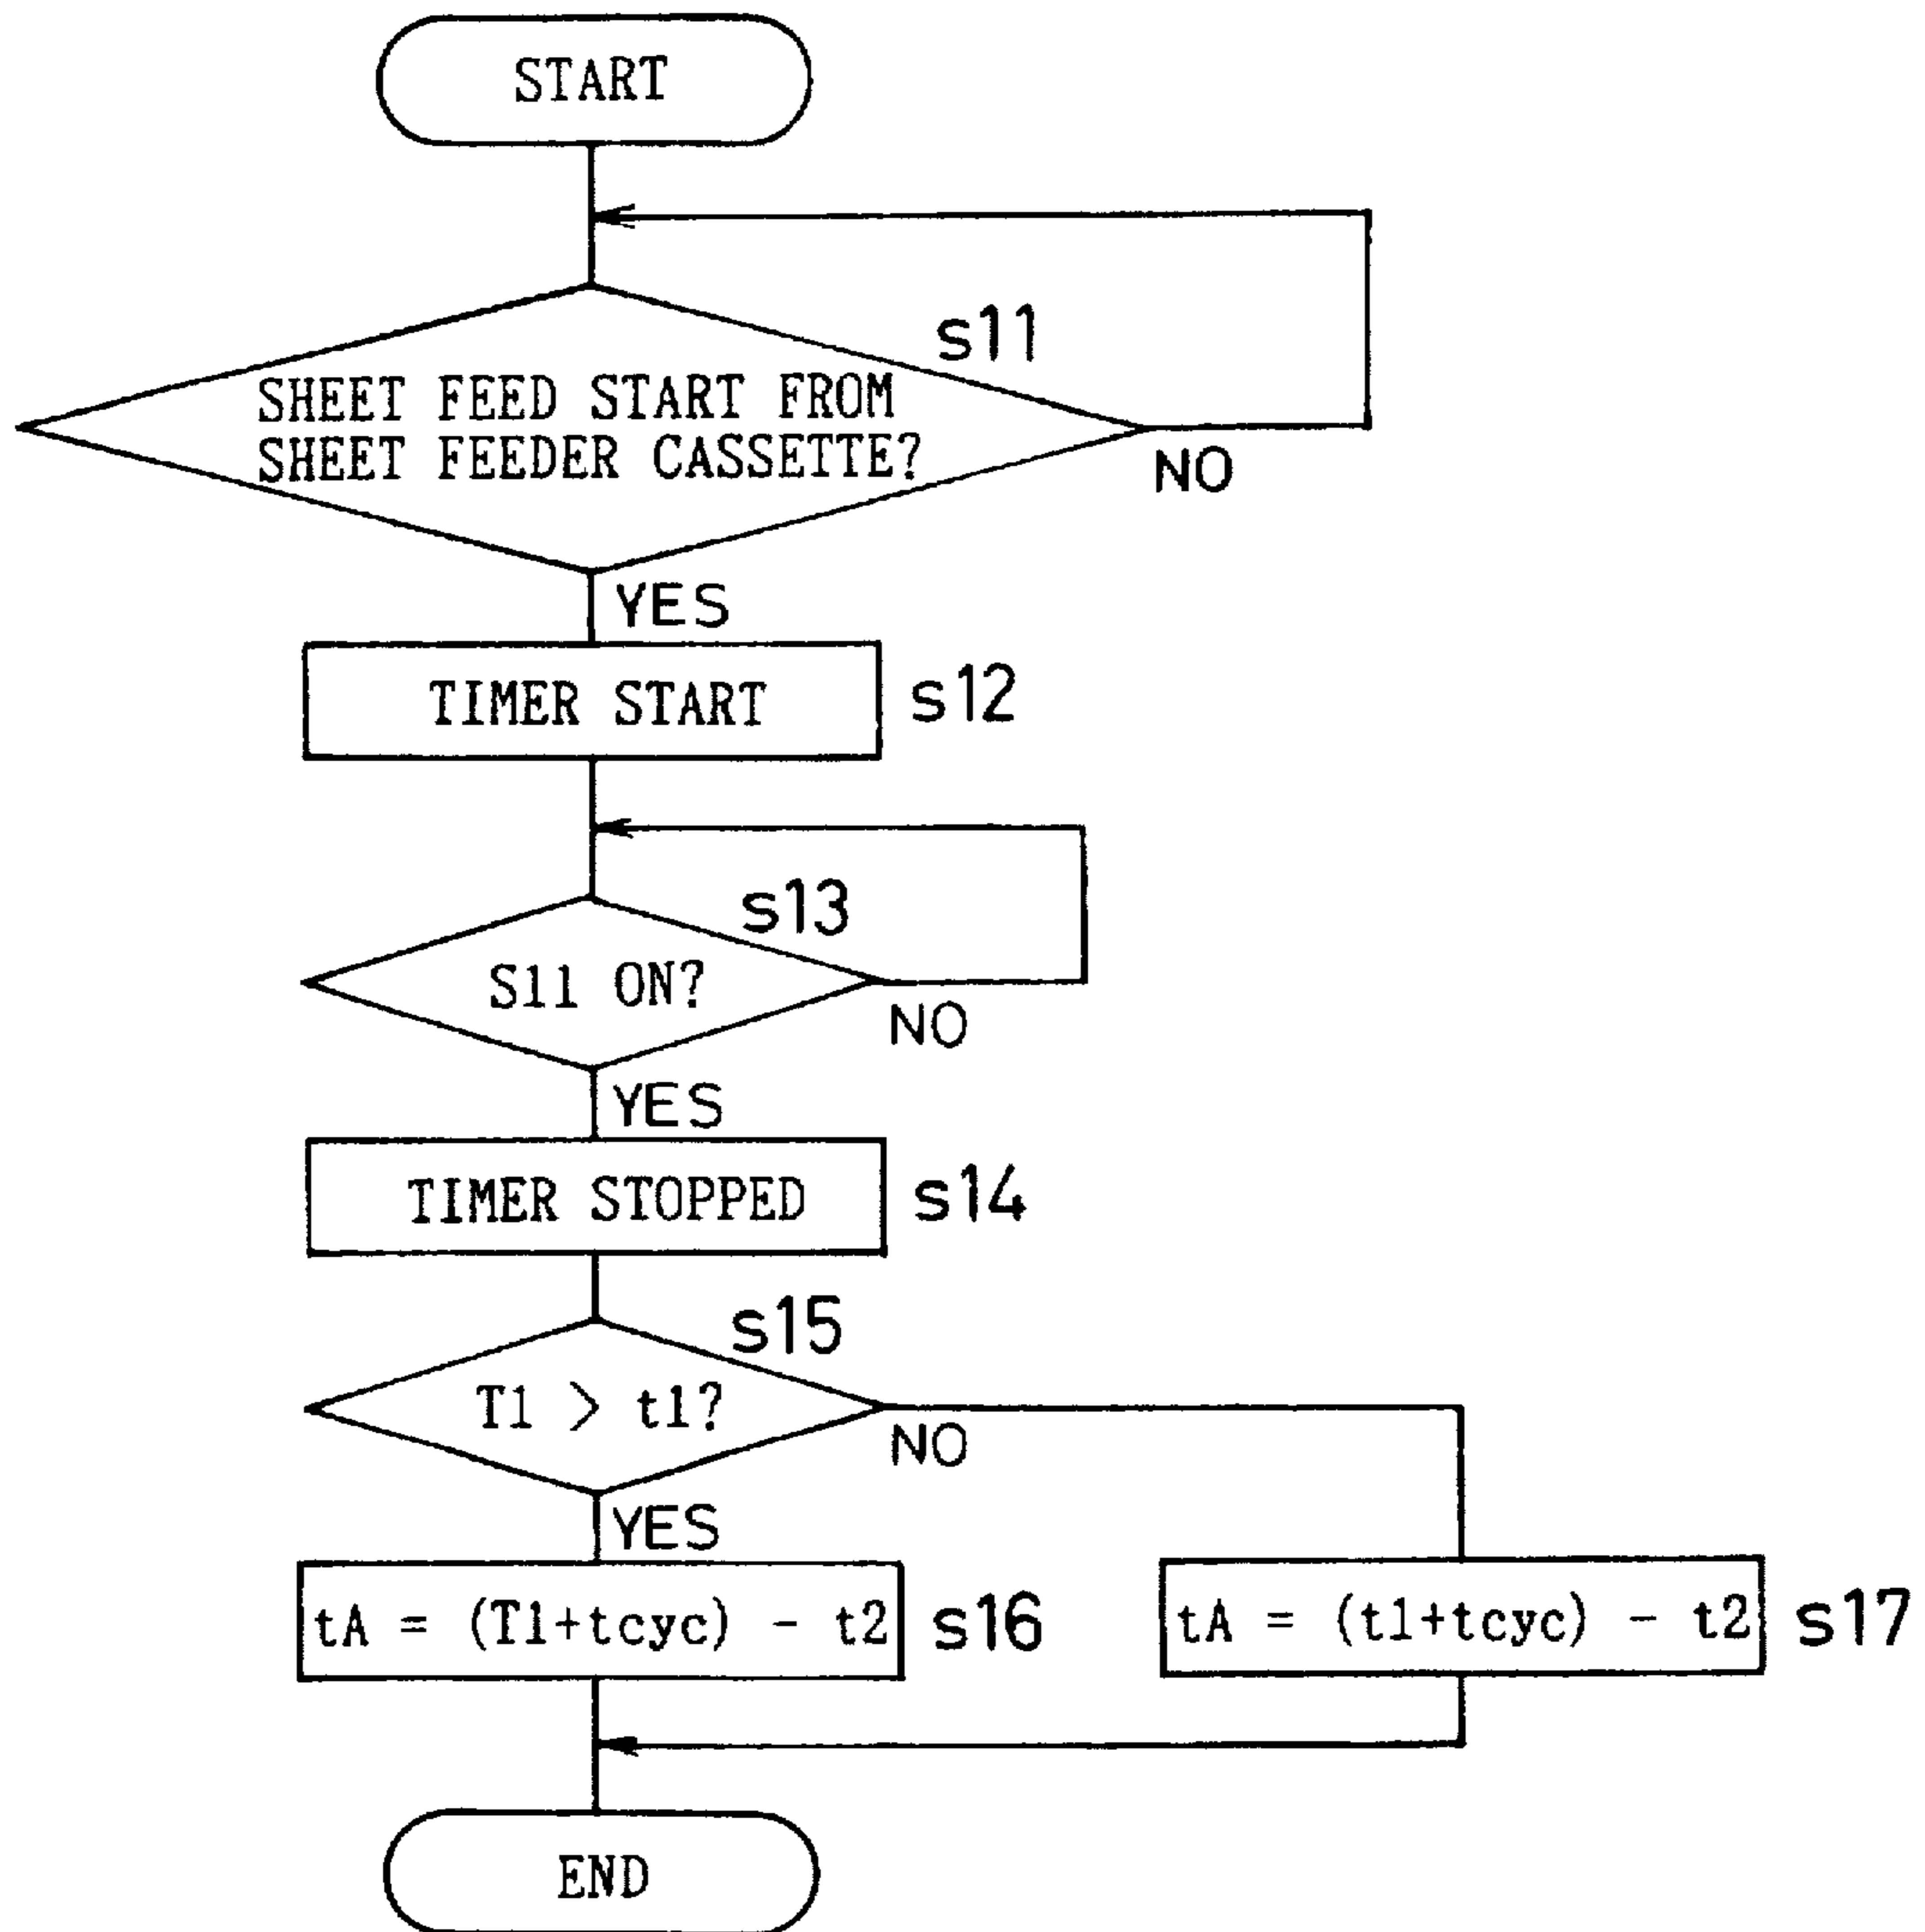 START
s11
SHEET FEED START FROM
SHEET FEEDER CASSETTE?
NO
YES
TIMER START
s12
s13
S11 ON?
NO
YES
TIMER STOPPED
s14
s15
T1 > t1?
NO
YES
tA = (T1+tcyc) - t2
s16
tA = (t1+tcyc) - t2
s17
END